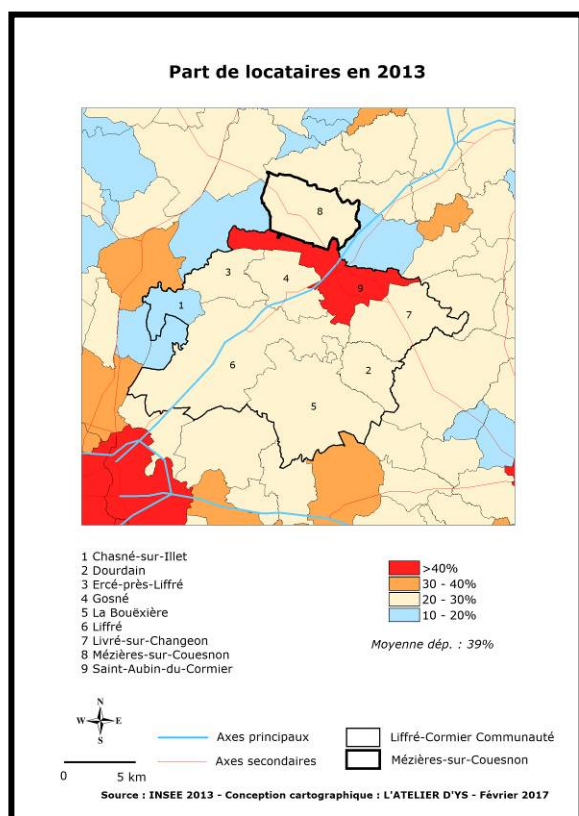 Part de locataires en 2013
8
3
4
9
1
7
6
2
5
1 Chasné-sur-Illet
2 Dourdain
3 Ercé-près-Liffré
4 Gosné
5 La Bouëxière
6 Liffré
7 Livré-sur-Changeon
8 Mézières-sur-Couesnon
9 Saint-Aubin-du-Cormier
>40%
30 - 40%
20 - 30%
10 - 20%
Moyenne dép. : 39%
N
W E
S
0 5 km
Axes principaux
Axes secondaires
Liffré-Cormier Communauté
Mézières-sur-Couesnon
Source : INSEE 2013 - Conception cartographique : L'ATELIER D'YS - Février 2017